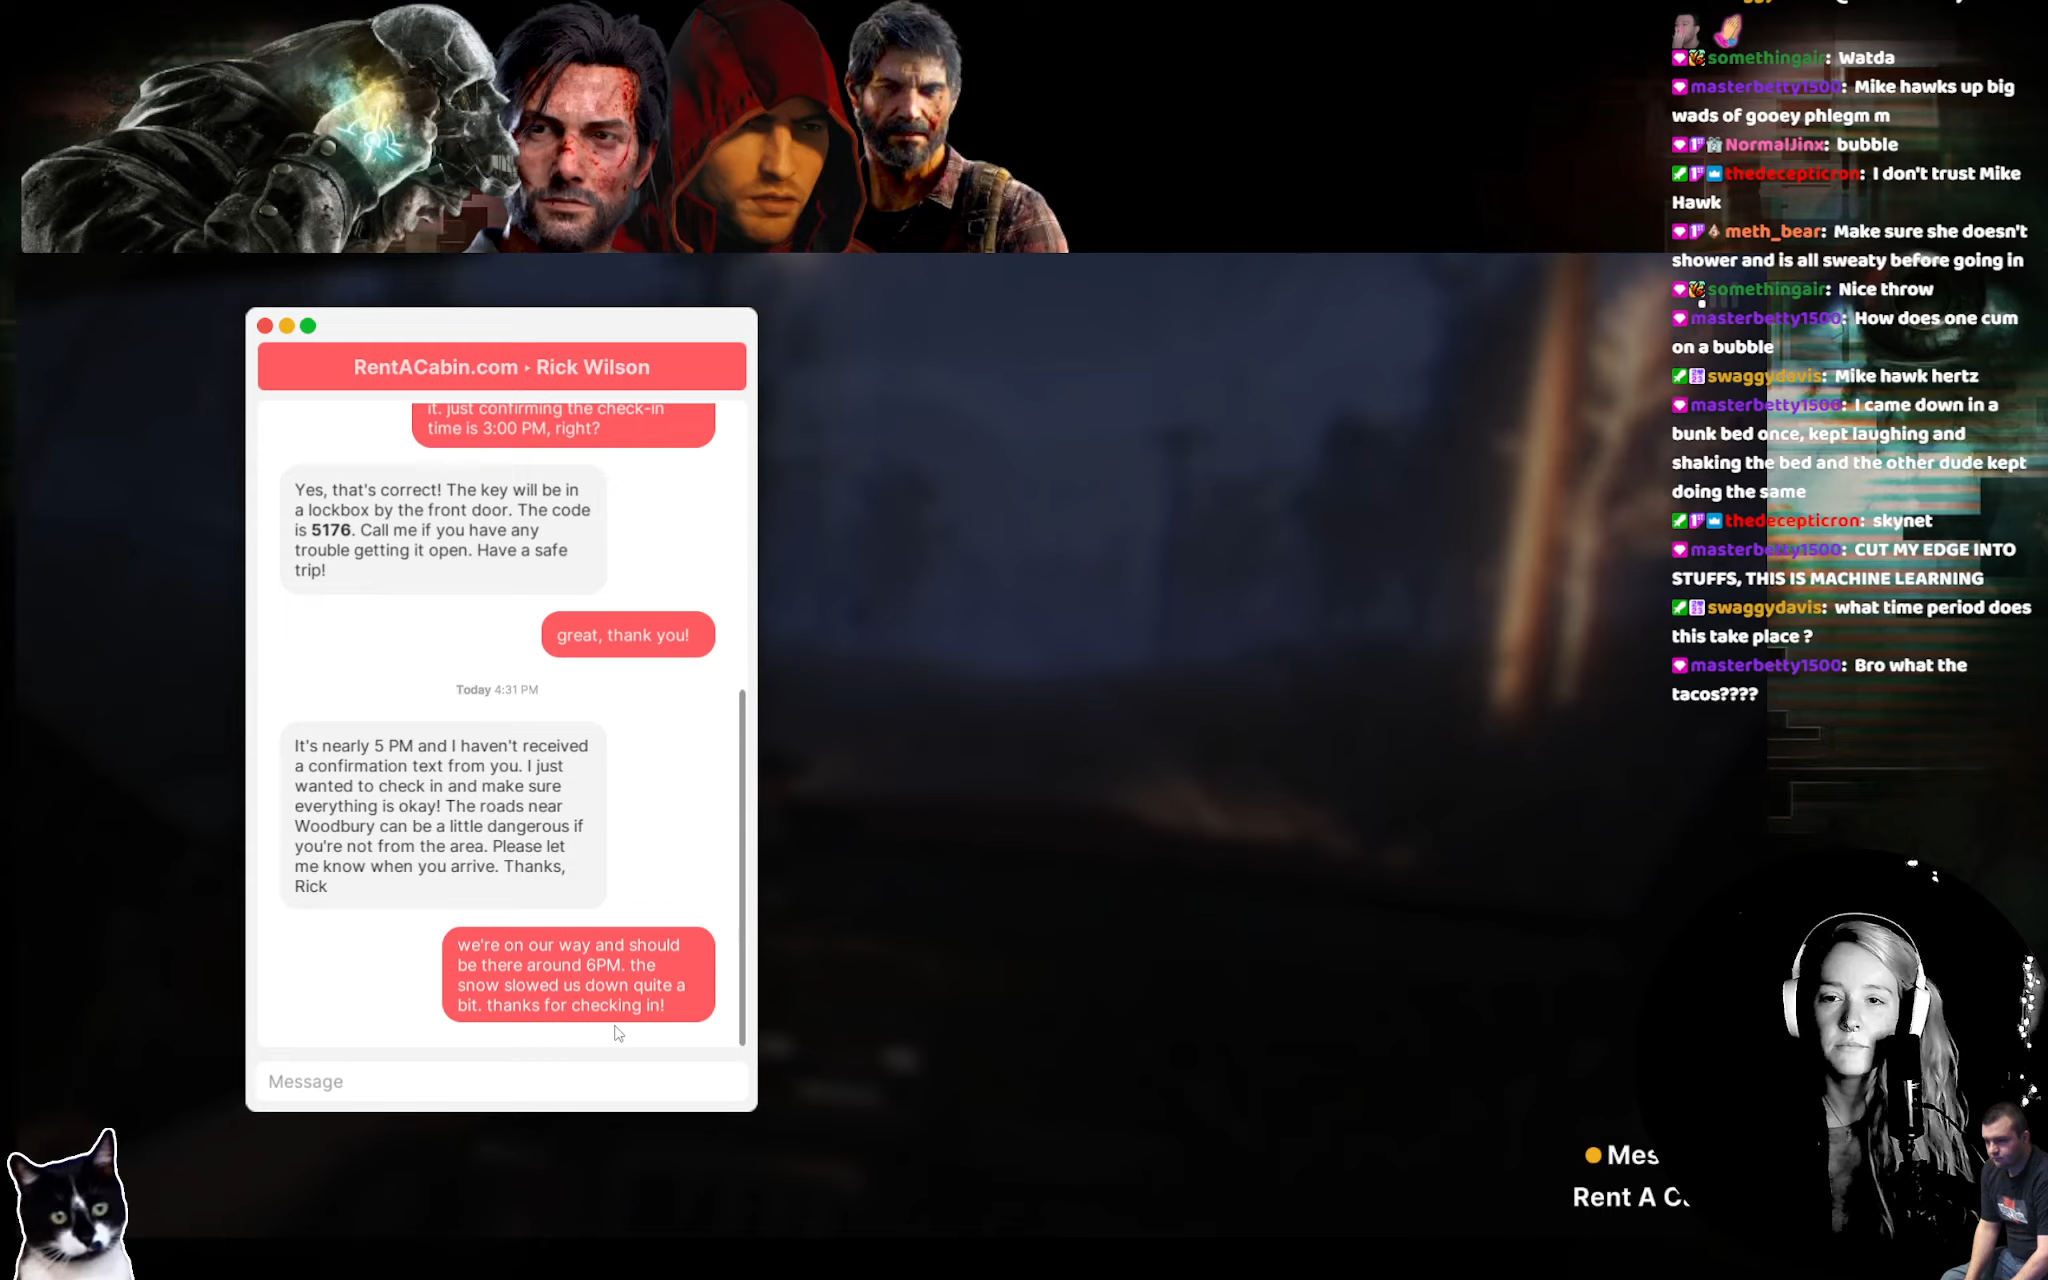 RentACabin.com ▸ Rick Wilson
it. just confirming the check-in
time is 3:00 PM, right?
Yes, that's correct! The key will be in
a lockbox by the front door. The code
is 5176. Call me if you have any
trouble getting it open. Have a safe
trip!
great, thank you!
Today 4:31 PM
It's nearly 5 PM and I haven't received
a confirmation text from you. I just
wanted to check in and make sure
everything is okay! The roads near
Woodbury can be a little dangerous if
you're not from the area. Please let
me know when you arrive. Thanks,
Rick
we're on our way and should
be there around 6PM. the
snow slowed us down quite a
bit. thanks for checking in!
Message
somethingair: Watda
masterbetty1500: Mike hawks up big
wads of gooey phlegm m
NormalJinx: bubble
thedecepticron: I don't trust Mike
Hawk
meth_bear: Make sure she doesn't
shower and is all sweaty before going in
somethingair: Nice throw
masterbetty1500: How does one cum
on a bubble
swaggydavis: Mike hawk hertz
masterbetty1500: I came down in a
bunk bed once, kept laughing and
shaking the bed and the other dude kept
doing the same
thedecepticron: skynet
masterbetty1500: CUT MY EDGE INTO
STUFFS, THIS IS MACHINE LEARNING
swaggydavis: what time period does
this take place ?
masterbetty1500: Bro what the
tacos????
Mes
Rent A C